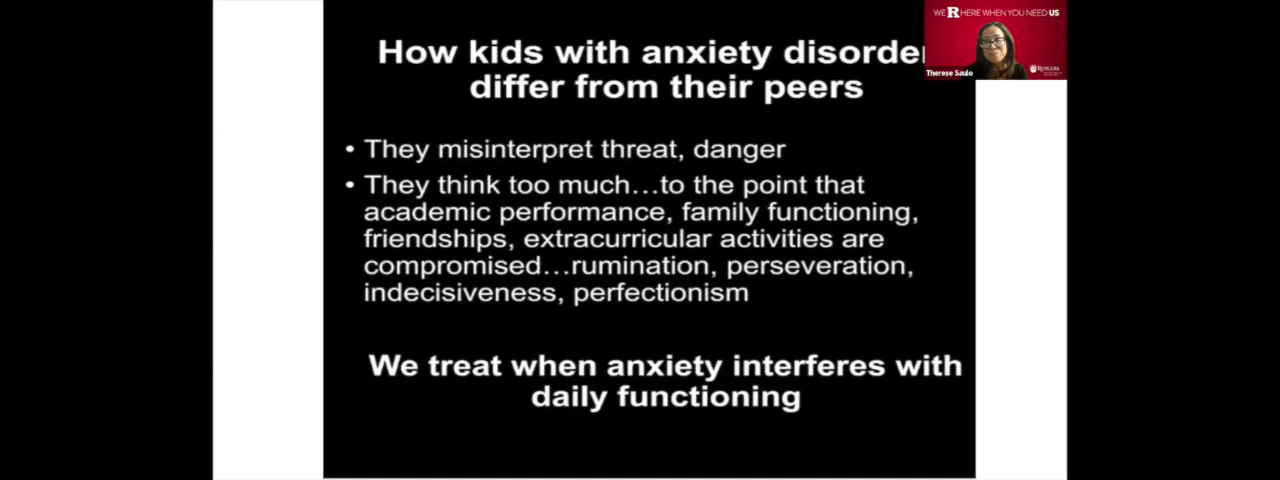 WE R HERE WHEN YOU NEED US
Therese Saulo
RUTGERS
How kids with anxiety disorder
differ from their peers
• They misinterpret threat, danger
• They think too much…to the point that
academic performance, family functioning,
friendships, extracurricular activities are
compromised…rumination, perseveration,
indecisiveness, perfectionism
We treat when anxiety interferes with
daily functioning